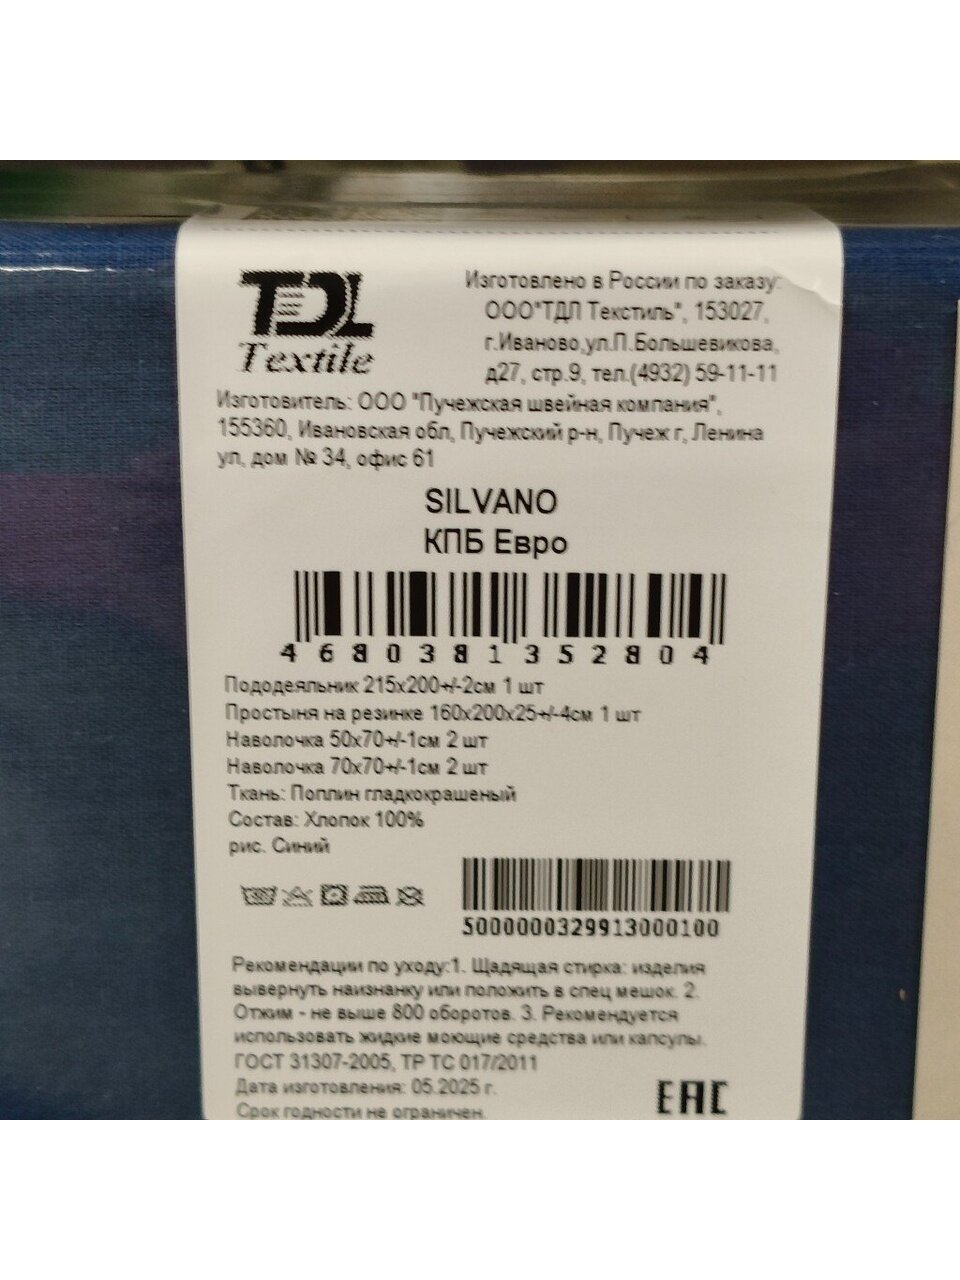 TDL
Textile
Изготовлено в России по заказу:
ООО"ТДЛ Текстиль", 153027,
г.Иваново,ул.П.Большевикова,
д27, стр.9, тел.(4932) 59-11-11
Изготовитель: ООО "Пучежская швейная компания",
155360, Ивановская обл, Пучежский р-н, Пучеж г, Ленина
ул, дом № 34, офис 61
SILVANO
КПБ Евро
4680381352804
Пододеяльник 215х200+/-2см 1 шт
Простыня на резинке 160х200х25+/-4см 1 шт
Наволочка 50х70+/-1см 2 шт
Наволочка 70х70+/-1см 2 шт
Ткань: Поплин гладкокрашеный
Состав: Хлопок 100%
рис. Синий
5000000329913000100
Рекомендации по уходу:1. Щадящая стирка: изделия
вывернуть наизнанку или положить в спец мешок. 2.
Отжим - не выше 800 оборотов. 3. Рекомендуется
использовать жидкие моющие средства или капсулы.
ГОСТ 31307-2005, ТР ТС 017/2011
Дата изготовления: 05.2025 г.
Срок годности не ограничен.
EAC